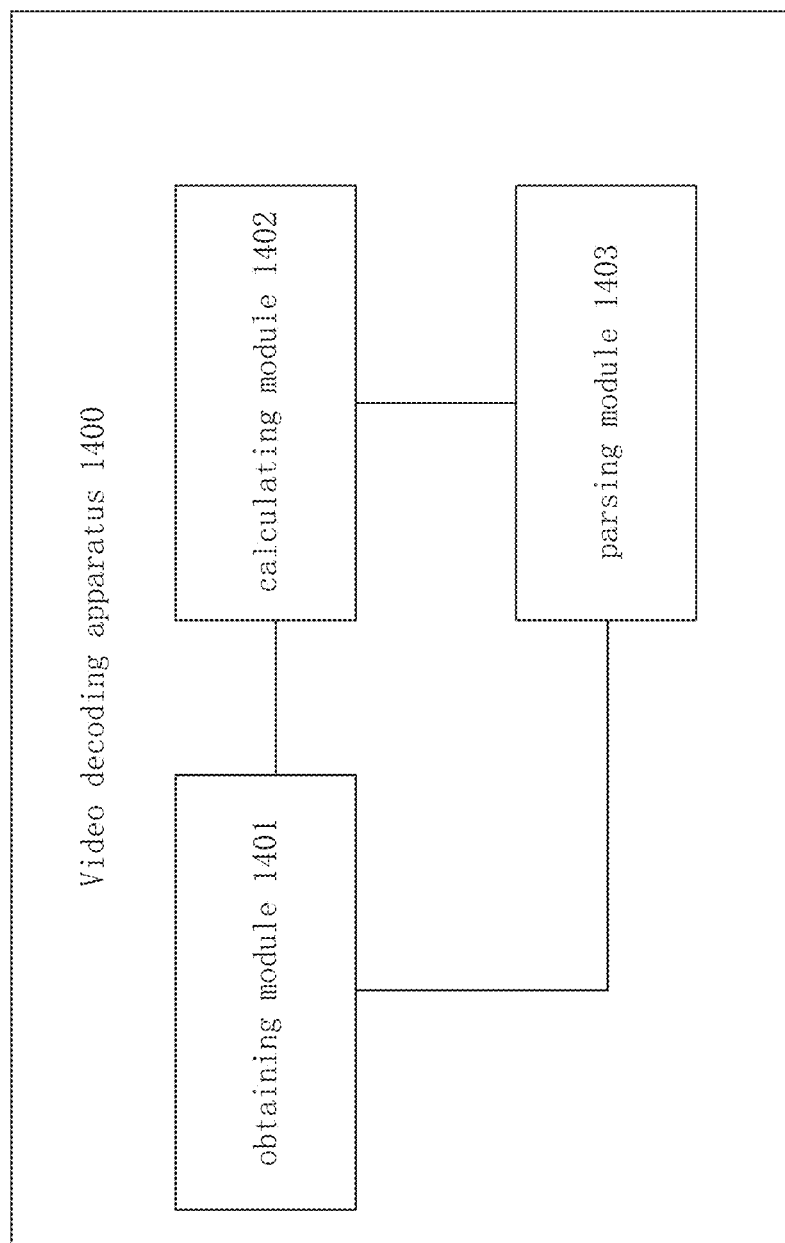 Video decoding apparatus 1400
obtaining module 1401
calculating module 1402
parsing module 1403